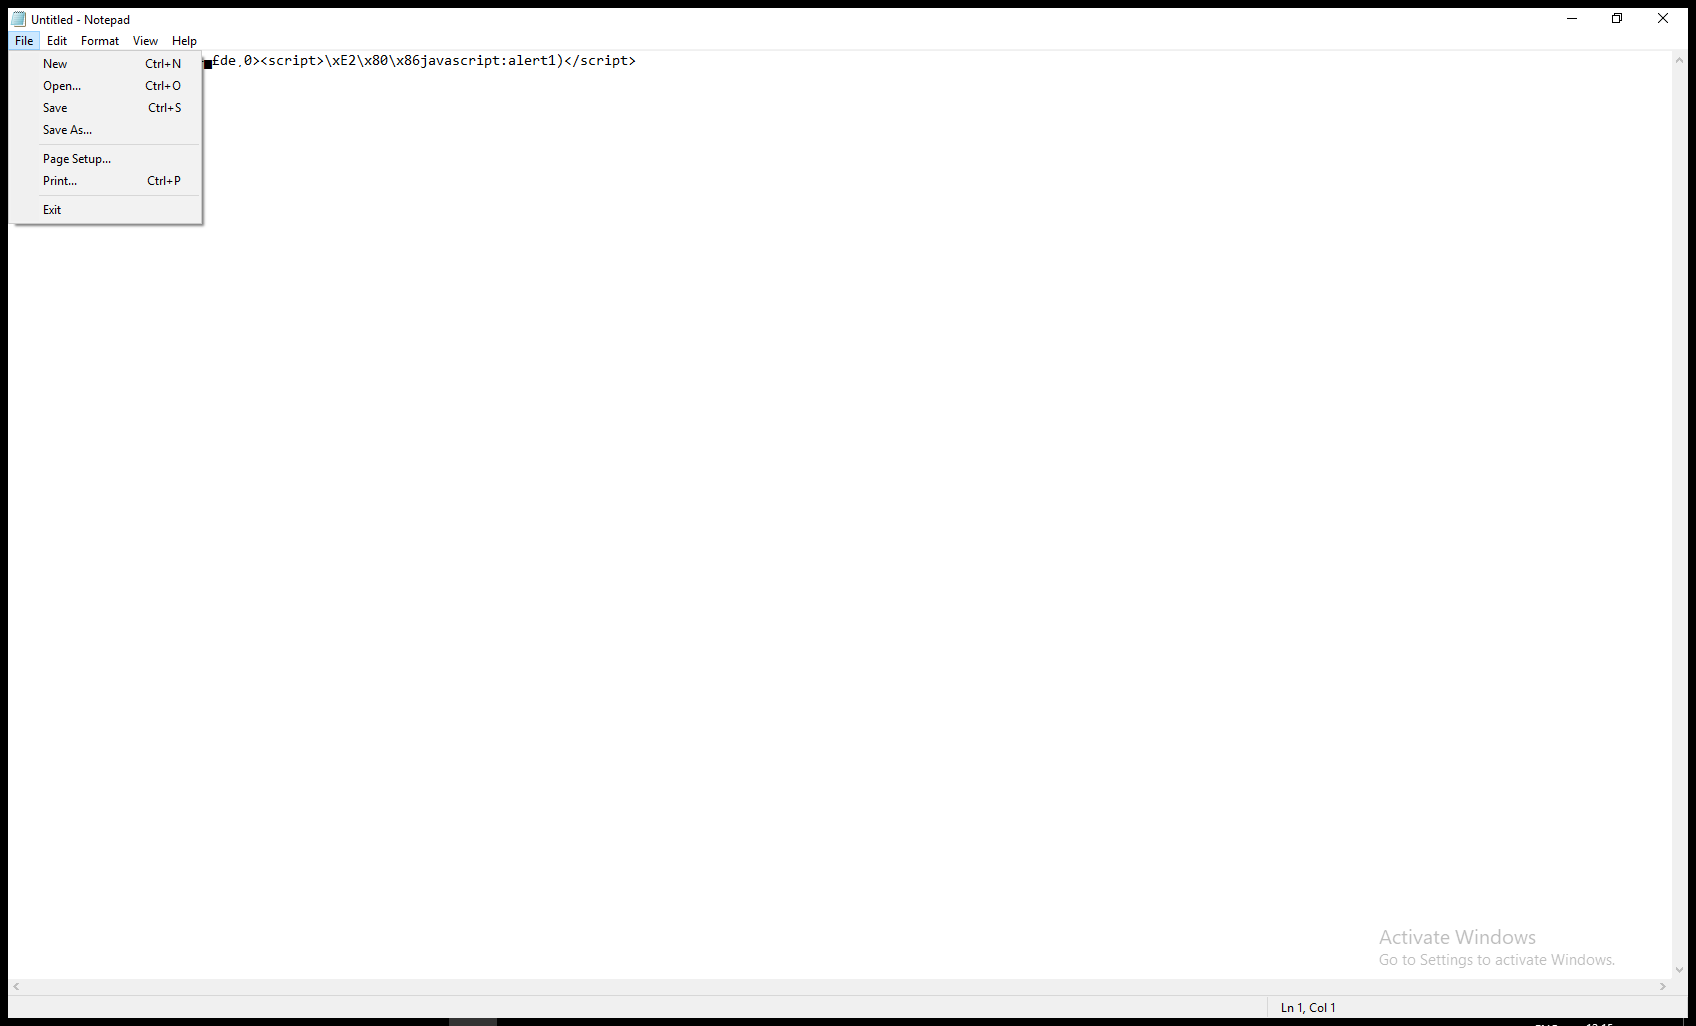 Untitled - Notepad
File Edit Format View Help
£de,0><script>\xE2\x80\x86javascript:alert1)</script>
New Ctrl+N
Open... Ctrl+O
Save Ctrl+S
Save As...
Page Setup...
Print... Ctrl+P
Exit
Activate Windows
Go to Settings to activate Windows.
Ln 1, Col 1